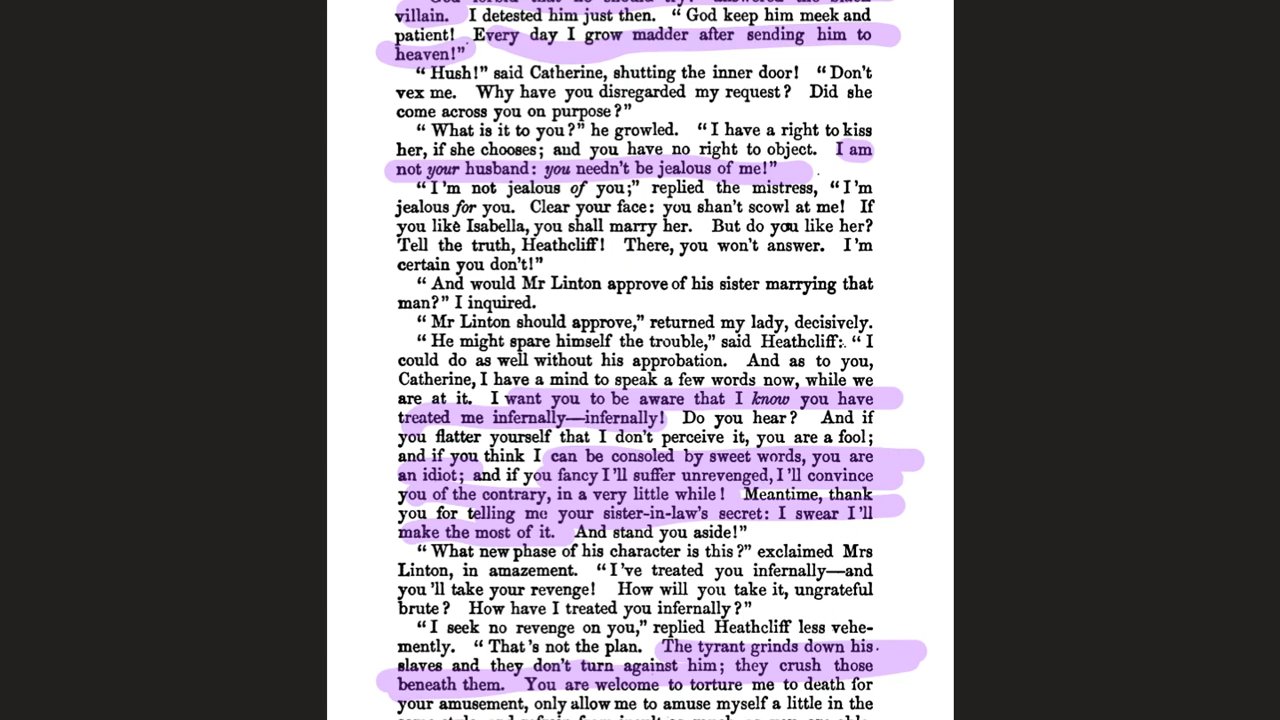 villain. I detested him just then. “God keep him meek and
patient! Every day I grow madder after sending him to
heaven!”
“Hush!” said Catherine, shutting the inner door! “Don’t
vex me. Why have you disregarded my request? Did she
come across you on purpose?”
“What is it to you?” he growled. “I have a right to kiss
her, if she chooses; and you have no right to object. I am
not your husband: you needn’t be jealous of me!”
“I’m not jealous of you;” replied the mistress, “I’m
jealous for you. Clear your face: you shan’t scowl at me! If
you like Isabella, you shall marry her. But do you like her?
Tell the truth, Heathcliff! There, you won’t answer. I’m
certain you don’t!”
“And would Mr Linton approve of his sister marrying that
man?” I inquired.
“Mr Linton should approve,” returned my lady, decisively.
“He might spare himself the trouble,” said Heathcliff: “I
could do as well without his approbation. And as to you,
Catherine, I have a mind to speak a few words now, while we
are at it. I want you to be aware that I know you have
treated me infernally—infernally! Do you hear? And if
you flatter yourself that I don’t perceive it, you are a fool;
and if you think I can be consoled by sweet words, you are
an idiot; and if you fancy I’ll suffer unrevenged, I’ll convince
you of the contrary, in a very little while! Meantime, thank
you for telling me your sister-in-law’s secret: I swear I’ll
make the most of it. And stand you aside!”
“What new phase of his character is this?” exclaimed Mrs
Linton, in amazement. “I’ve treated you infernally—and
you’ll take your revenge! How will you take it, ungrateful
brute? How have I treated you infernally?”
“I seek no revenge on you,” replied Heathcliff less vehe-
mently. “That’s not the plan. The tyrant grinds down his
slaves and they don’t turn against him; they crush those
beneath them. You are welcome to torture me to death for
your amusement, only allow me to amuse myself a little in the